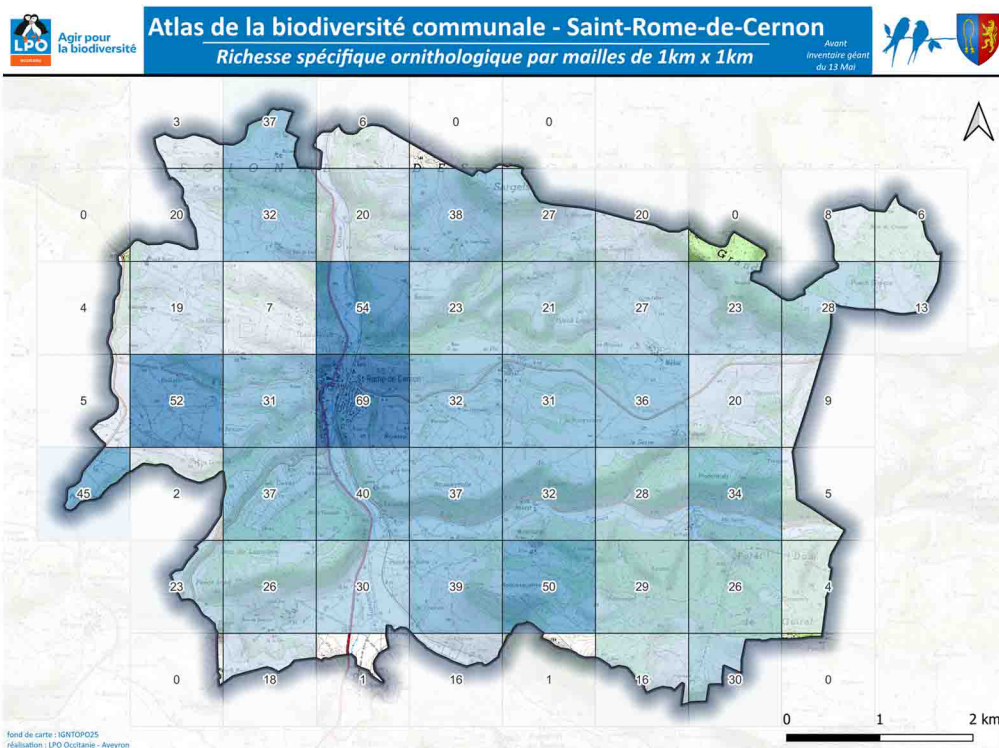 LPO
AVEYRON
Agir pour
la biodiversité
Atlas de la biodiversité communale - Saint-Rome-de-Cernon
Richesse spécifique ornithologique par mailles de 1km x 1km
Avant
inventaire géant
du 13 Mai
3 37 6 0 0
0 20 32 20 38 27 20 0 8 6
4 19 7 54 23 21 27 23 28 13
5 52 31 69 32 31 36 20 9
45 2 37 40 37 32 28 34 5
23 26 30 39 50 29 26 4
0 18 1 16 1 16 30 0
St-Rome-de-Cernon
0 1 2 km
fond de carte : IGNTOPO25
réalisation : LPO Occitanie - Aveyron